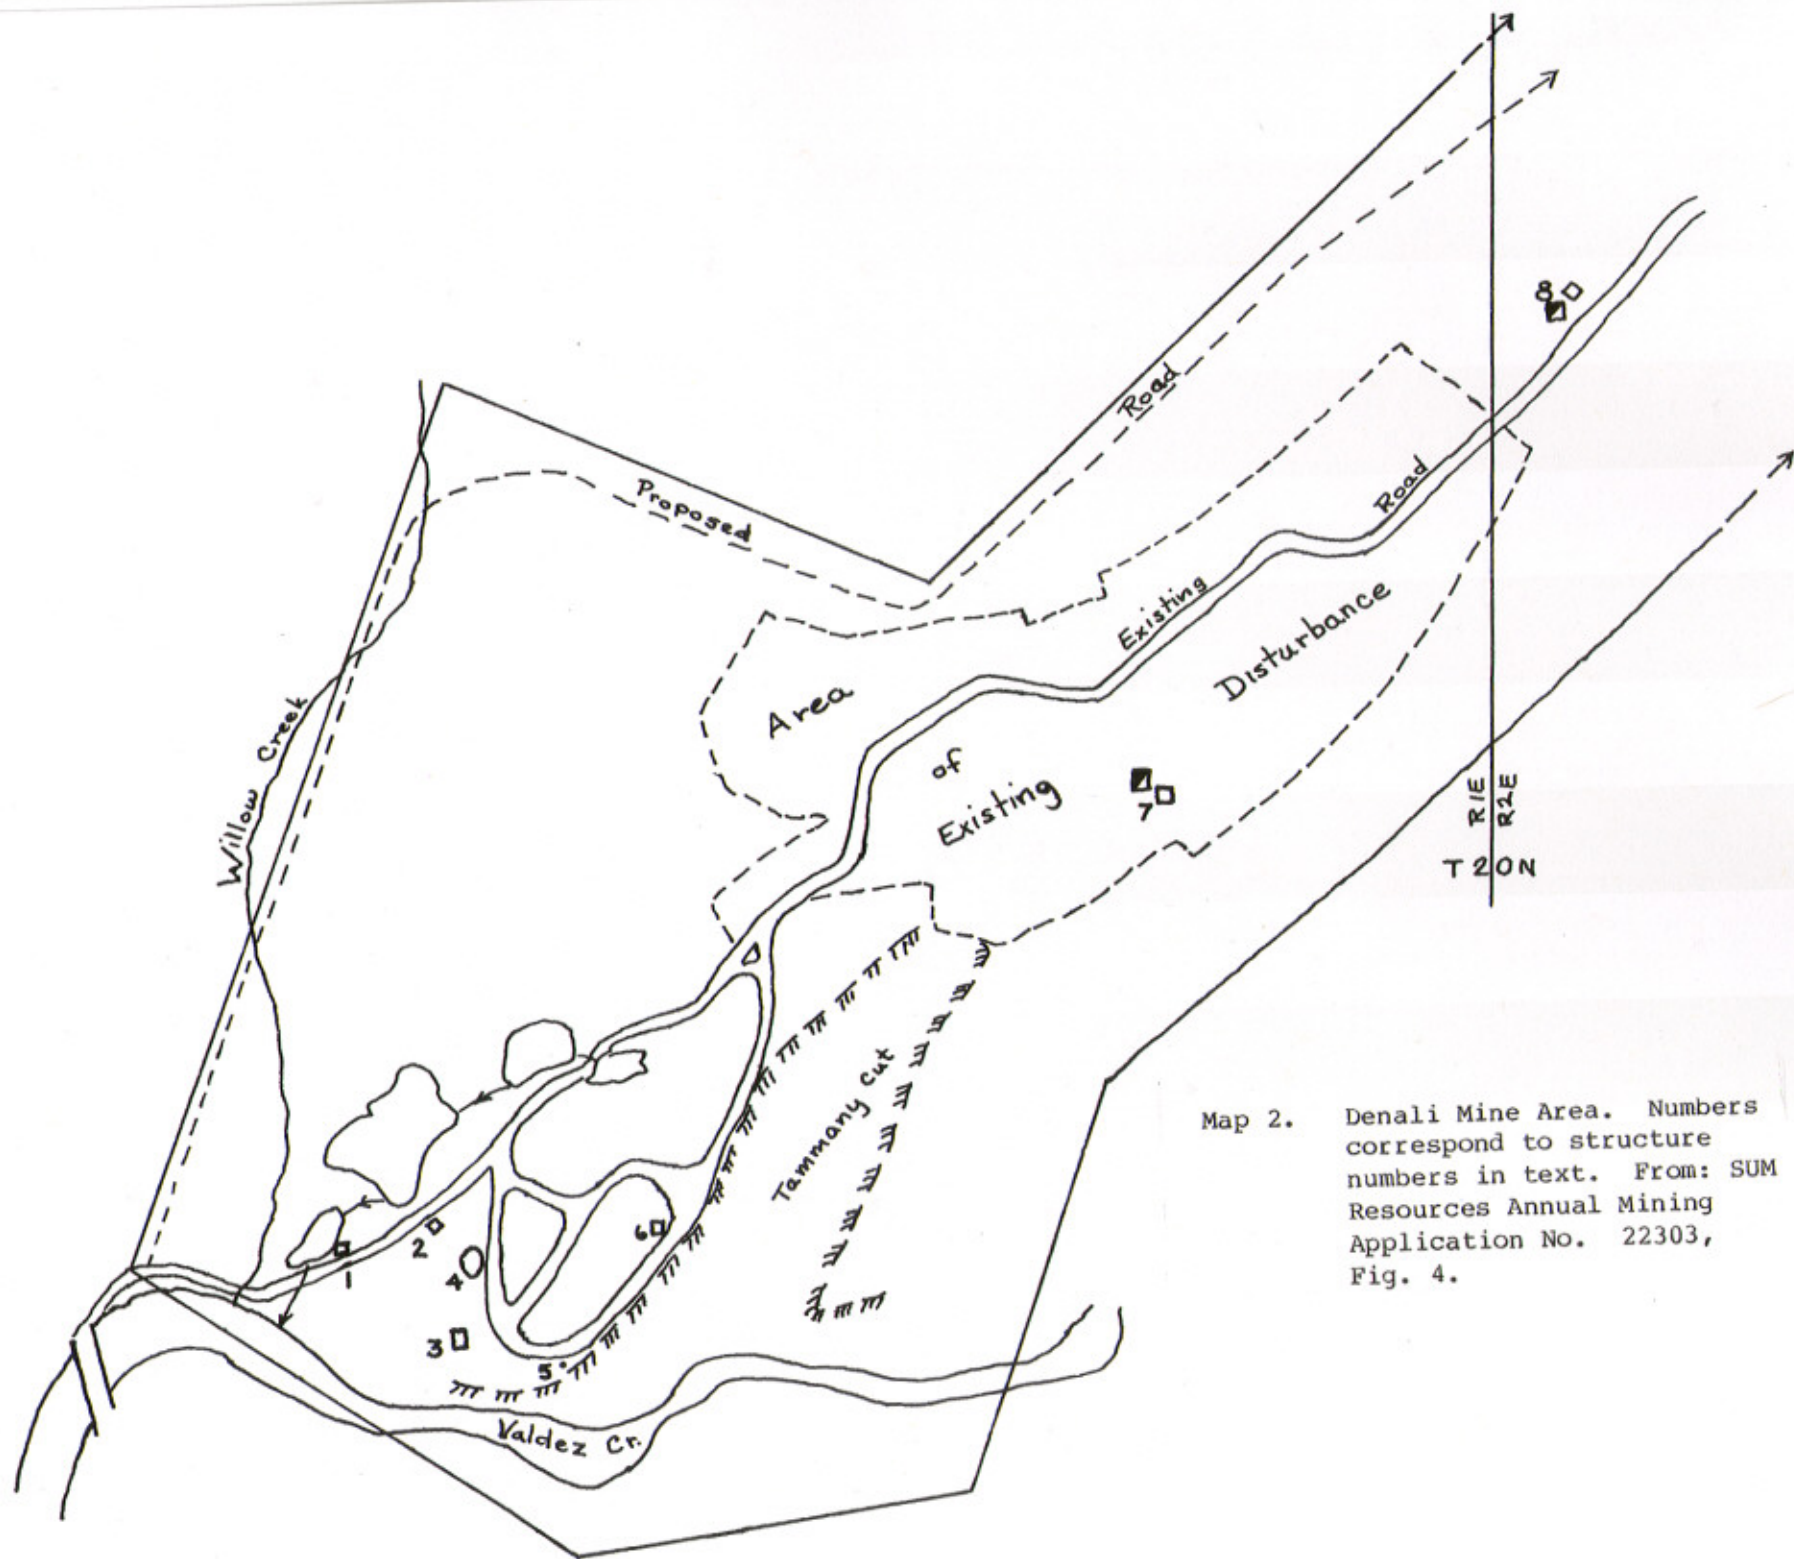 8
Road
Proposed
Road
Existing
Disturbance
Area
of
Existing
7
Willow Creek
R1E
R2E
T20N
Tammany Cut
Map 2. Denali Mine Area. Numbers
correspond to structure
numbers in text. From: SUM
Resources Annual Mining
Application No. 22303,
Fig. 4.
6
2
4
1
3
5
Valdez Cr.